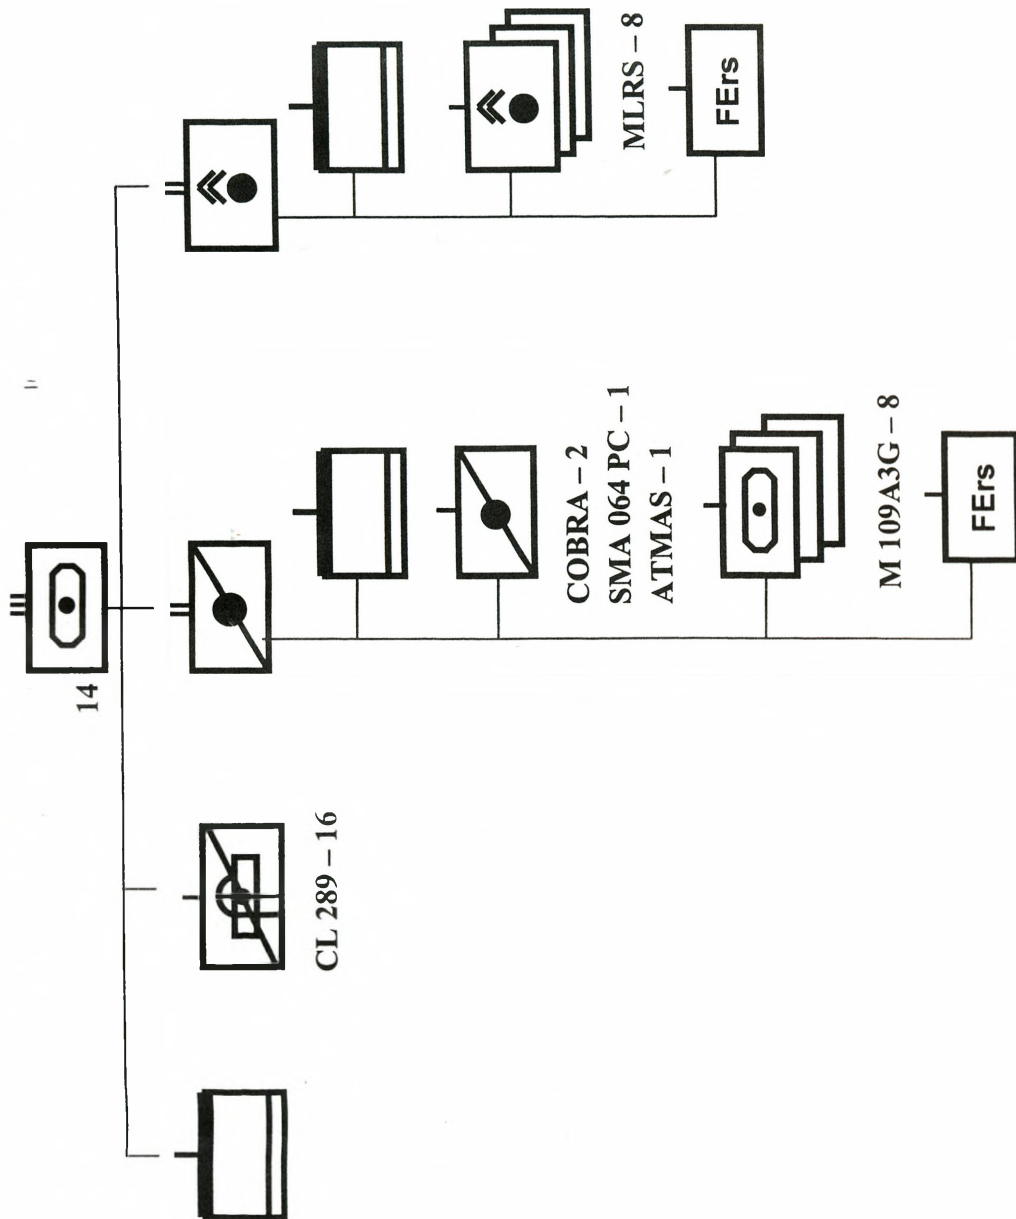 14
CL 289 – 16
COBRA – 2
SMA 064 PC – 1
ATMAS – 1
M 109A3G – 8
FErs
MLRS – 8
FErs